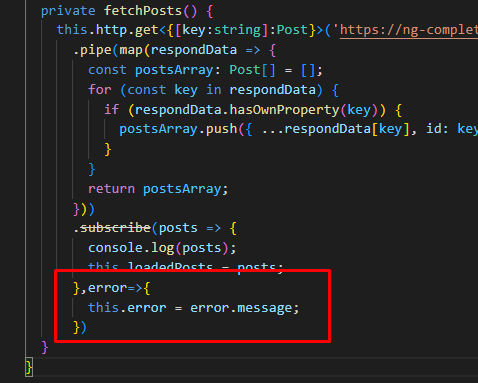 private fetchPosts() {
this.http.get<{[key:string]:Post}>('https://ng-complet
.pipe(map(respondData => {
const postsArray: Post[] = [];
for (const key in respondData) {
if (respondData.hasOwnProperty(key)) {
postsArray.push({ ...respondData[key], id: key
}
}
return postsArray;
}))
.subscribe(posts => {
console.log(posts);
this.loadedPosts = posts;
},error=>{
this.error = error.message;
})
}
}